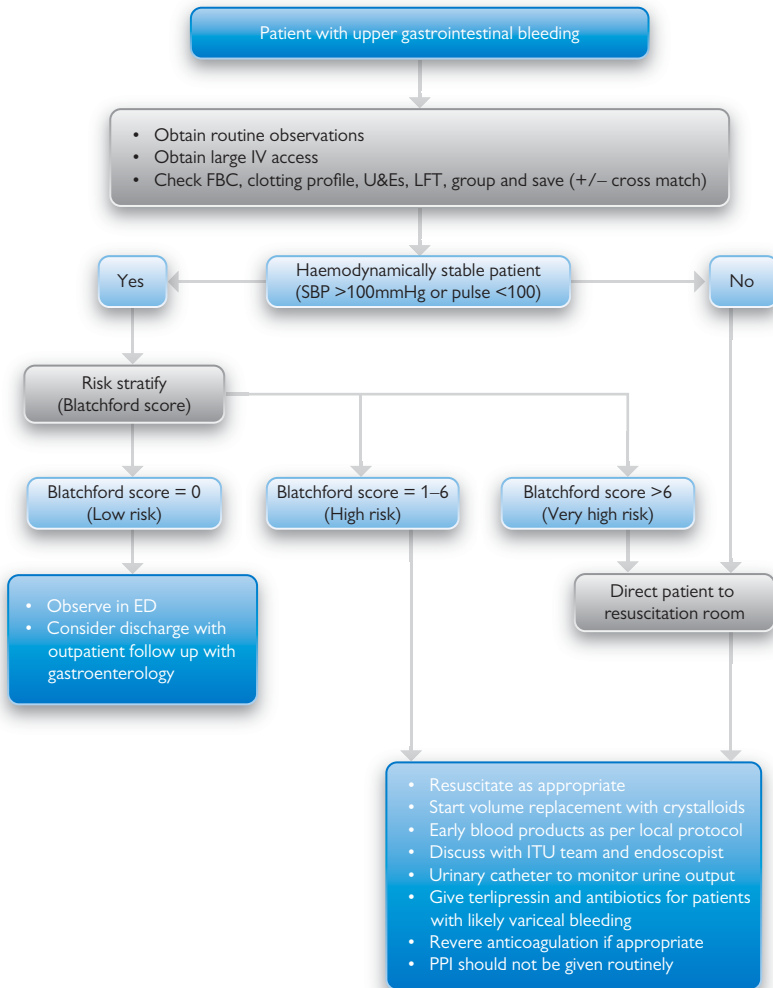 Patient with upper gastrointestinal bleeding
• Obtain routine observations
• Obtain large IV access
• Check FBC, clotting profile, U&Es, LFT, group and save (+/– cross match)
Yes
Haemodynamically stable patient
(SBP >100mmHg or pulse <100)
No
Risk stratify
(Blatchford score)
Blatchford score = 0
(Low risk)
Blatchford score = 1–6
(High risk)
Blatchford score >6
(Very high risk)
• Observe in ED
• Consider discharge with
outpatient follow up with
gastroenterology
Direct patient to
resuscitation room
• Resuscitate as appropriate
• Start volume replacement with crystalloids
• Early blood products as per local protocol
• Discuss with ITU team and endoscopist
• Urinary catheter to monitor urine output
• Give terlipressin and antibiotics for patients
with likely variceal bleeding
• Revere anticoagulation if appropriate
• PPI should not be given routinely